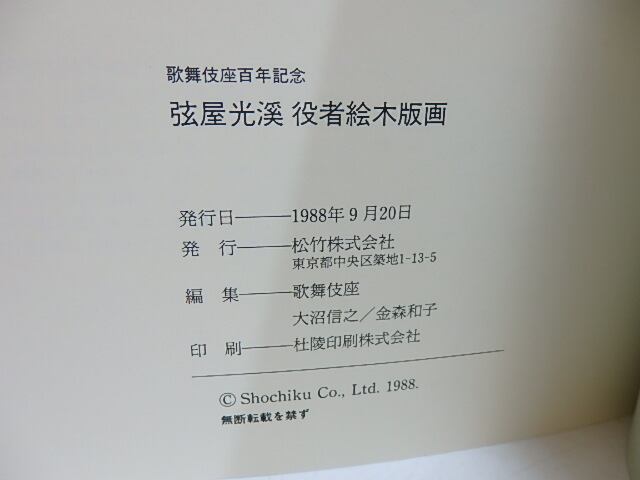 歌舞伎座百年記念
弦屋光溪 役者絵木版画
発行日———1988年9月20日
発 行———松竹株式会社
東京都中央区築地1-13-5
編 集———歌舞伎座
大沼信之／金森和子
印 刷———杜陵印刷株式会社
© Shochiku Co., Ltd. 1988.
無断転載を禁ず